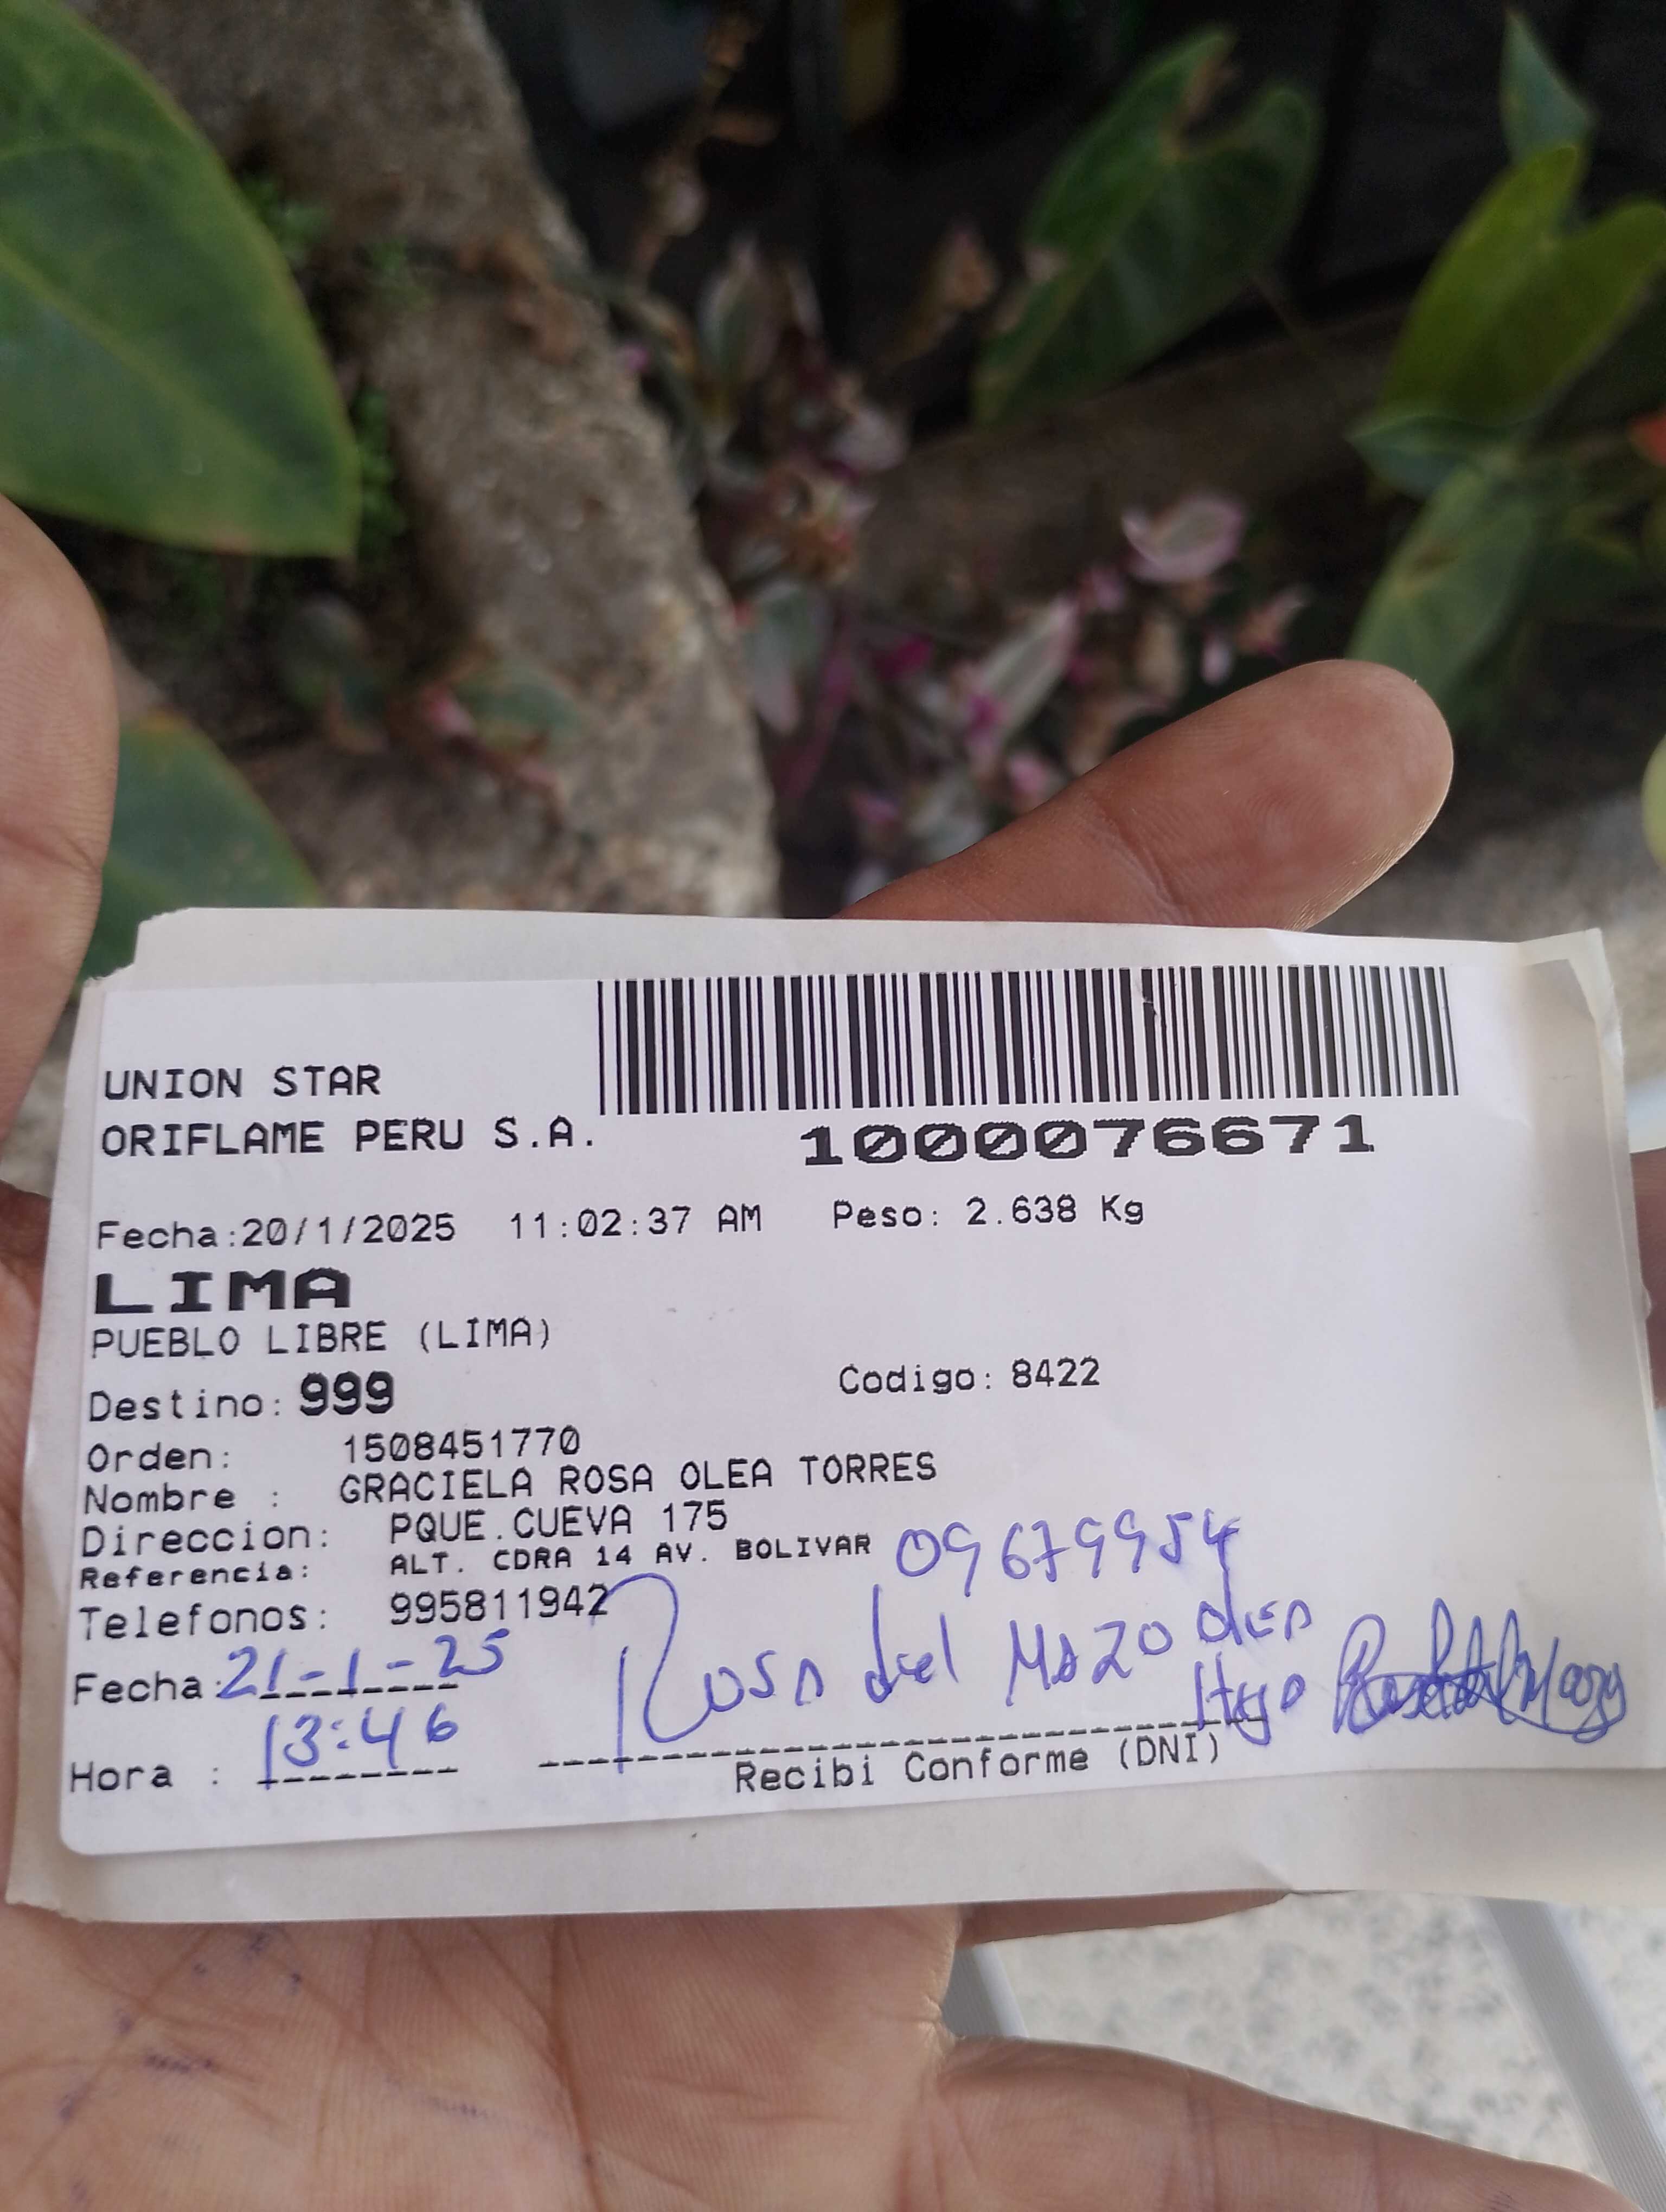 UNION STAR
ORIFLAME PERU S.A.
1000076671
Fecha:20/1/2025 11:02:37 AM Peso: 2.638 Kg
LIMA
PUEBLO LIBRE (LIMA)
Destino: 999 Codigo: 8422
Orden: 1508451770
Nombre : GRACIELA ROSA OLEA TORRES
Direccion: PQUE.CUEVA 175
Referencia: ALT. CDRA 14 AV. BOLIVAR 09679954
Telefonos: 995811942
Fecha: 21-1-25 Rosa del Mazo Olea
Hora : 13:46
Recibi Conforme (DNI)